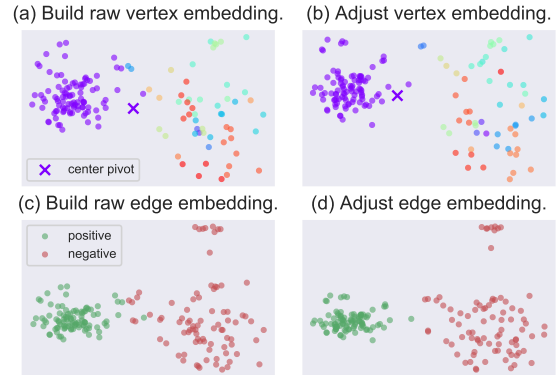 (a) Build raw vertex embedding.
(b) Adjust vertex embedding.
center pivot
(c) Build raw edge embedding.
(d) Adjust edge embedding.
positive
negative